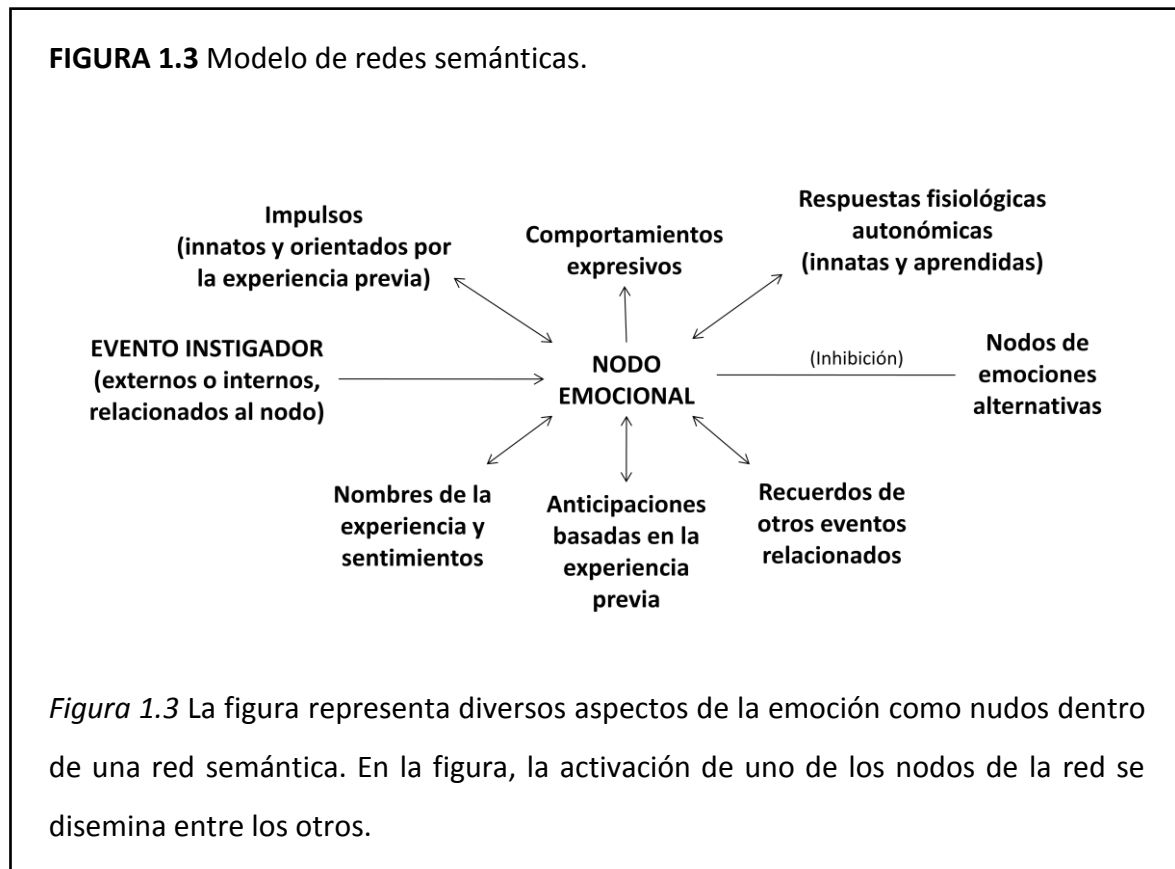 FIGURA 1.3 Modelo de redes semánticas.
Impulsos
(innatos y orientados por
la experiencia previa)
Comportamientos
expresivos
Respuestas fisiológicas
autonómicas
(innatas y aprendidas)
EVENTO INSTIGADOR
(externos o internos,
relacionados al nodo)
NODO
EMOCIONAL
(Inhibición)
Nodos de
emociones
alternativas
Nombres de la
experiencia y
sentimientos
Anticipaciones
basadas en la
experiencia
previa
Recuerdos de
otros eventos
relacionados
Figura 1.3 La figura representa diversos aspectos de la emoción como nudos dentro
de una red semántica. En la figura, la activación de uno de los nodos de la red se
disemina entre los otros.